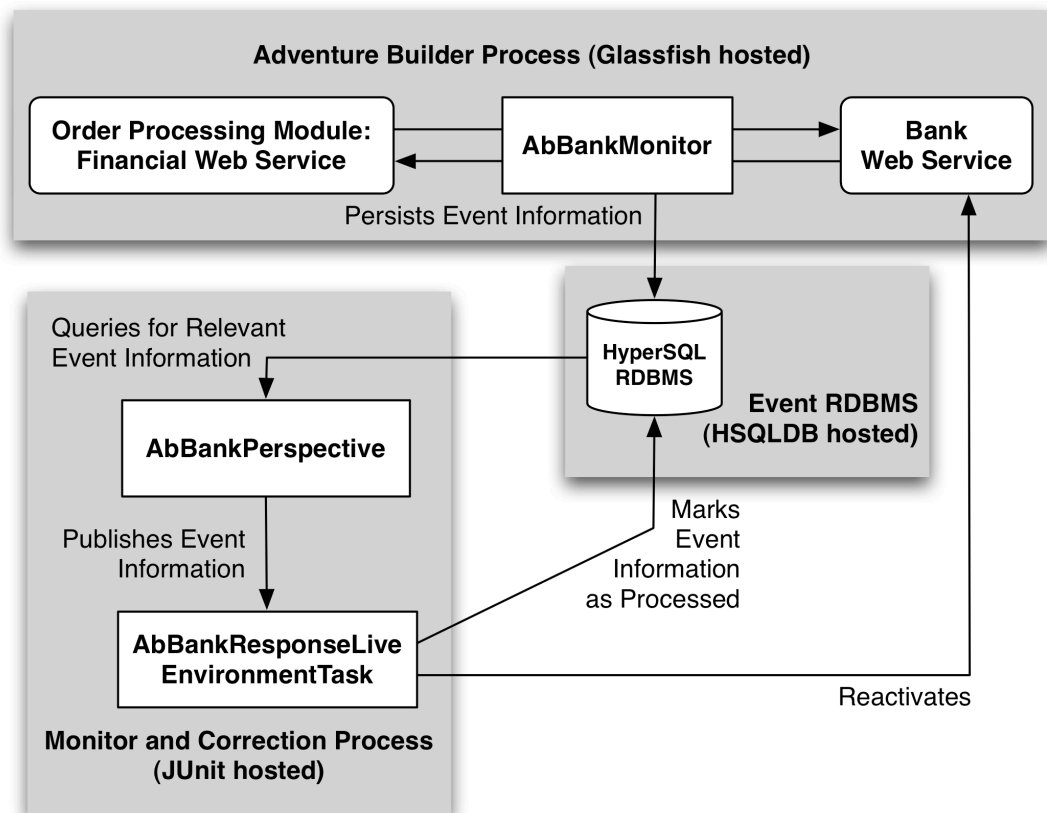 Adventure Builder Process (Glassfish hosted)
Order Processing Module:
Financial Web Service
AbBankMonitor
Bank
Web Service
Persists Event Information
Queries for Relevant
Event Information
HyperSQL
RDBMS
Event RDBMS
(HSQLDB hosted)
AbBankPerspective
Publishes Event
Information
Marks
Event
Information
as Processed
AbBankResponseLive
EnvironmentTask
Reactivates
Monitor and Correction Process
(JUnit hosted)